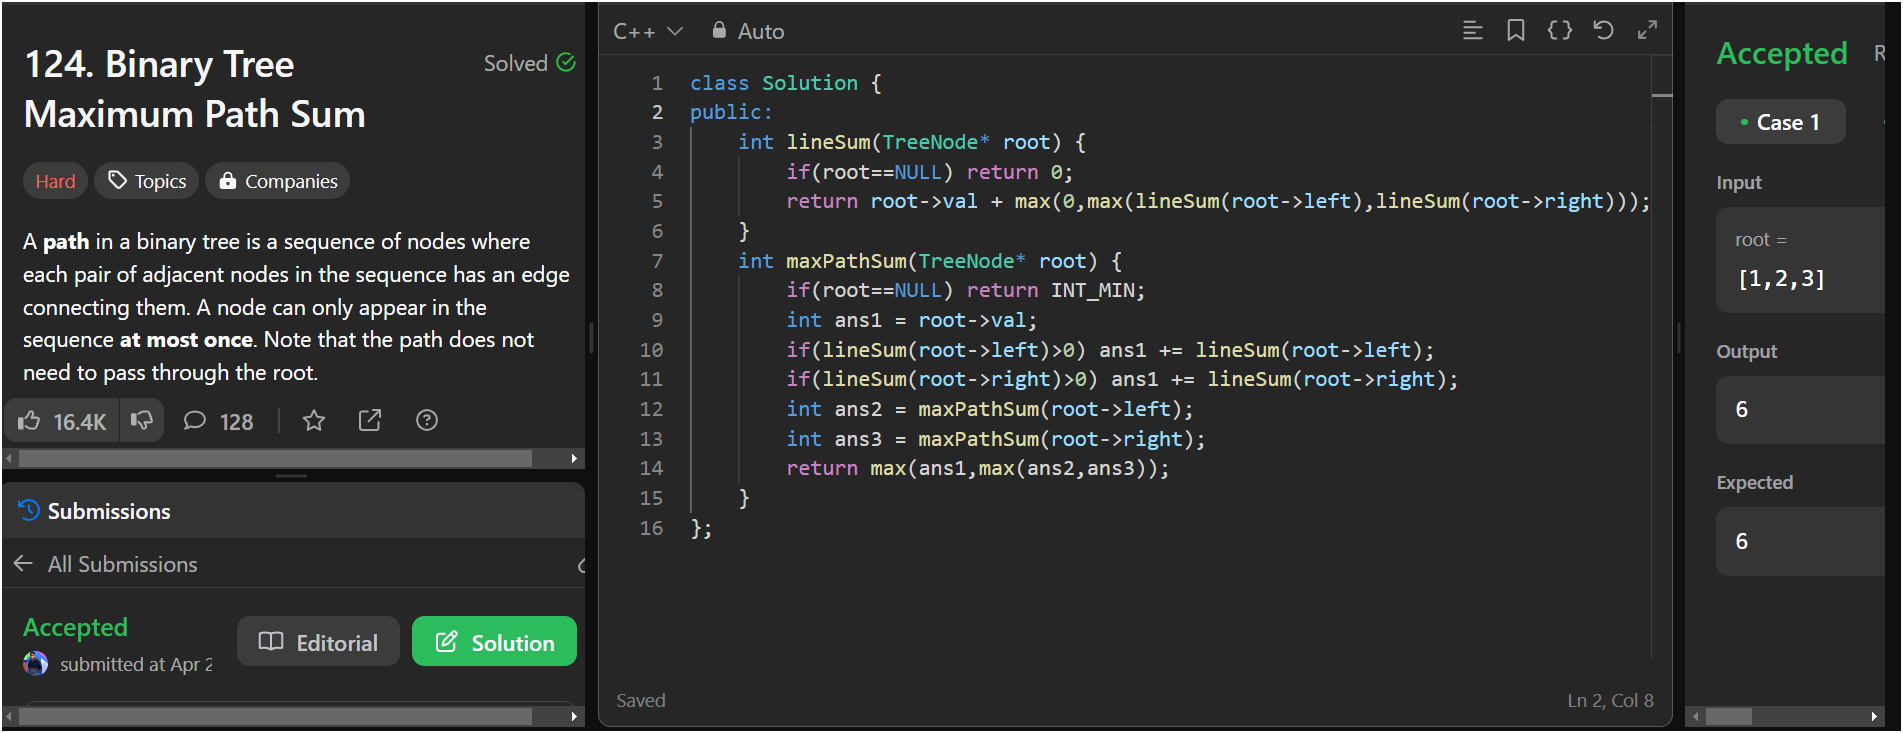 124. Binary Tree
Maximum Path Sum
Solved
Hard
Topics
Companies
A path in a binary tree is a sequence of nodes where
each pair of adjacent nodes in the sequence has an edge
connecting them. A node can only appear in the
sequence at most once. Note that the path does not
need to pass through the root.
16.4K
128
Submissions
All Submissions
Accepted
submitted at Apr
Editorial
Solution
C++
Auto
1 class Solution {
2 public:
3     int lineSum(TreeNode* root) {
4         if(root==NULL) return 0;
5         return root->val + max(0,max(lineSum(root->left),lineSum(root->right)));
6     }
7     int maxPathSum(TreeNode* root) {
8         if(root==NULL) return INT_MIN;
9         int ans1 = root->val;
10         if(lineSum(root->left)>0) ans1 += lineSum(root->left);
11         if(lineSum(root->right)>0) ans1 += lineSum(root->right);
12         int ans2 = maxPathSum(root->left);
13         int ans3 = maxPathSum(root->right);
14         return max(ans1,max(ans2,ans3));
15     }
16 };
Saved
Ln 2, Col 8
Accepted
Case 1
Input
root =
[1,2,3]
Output
6
Expected
6